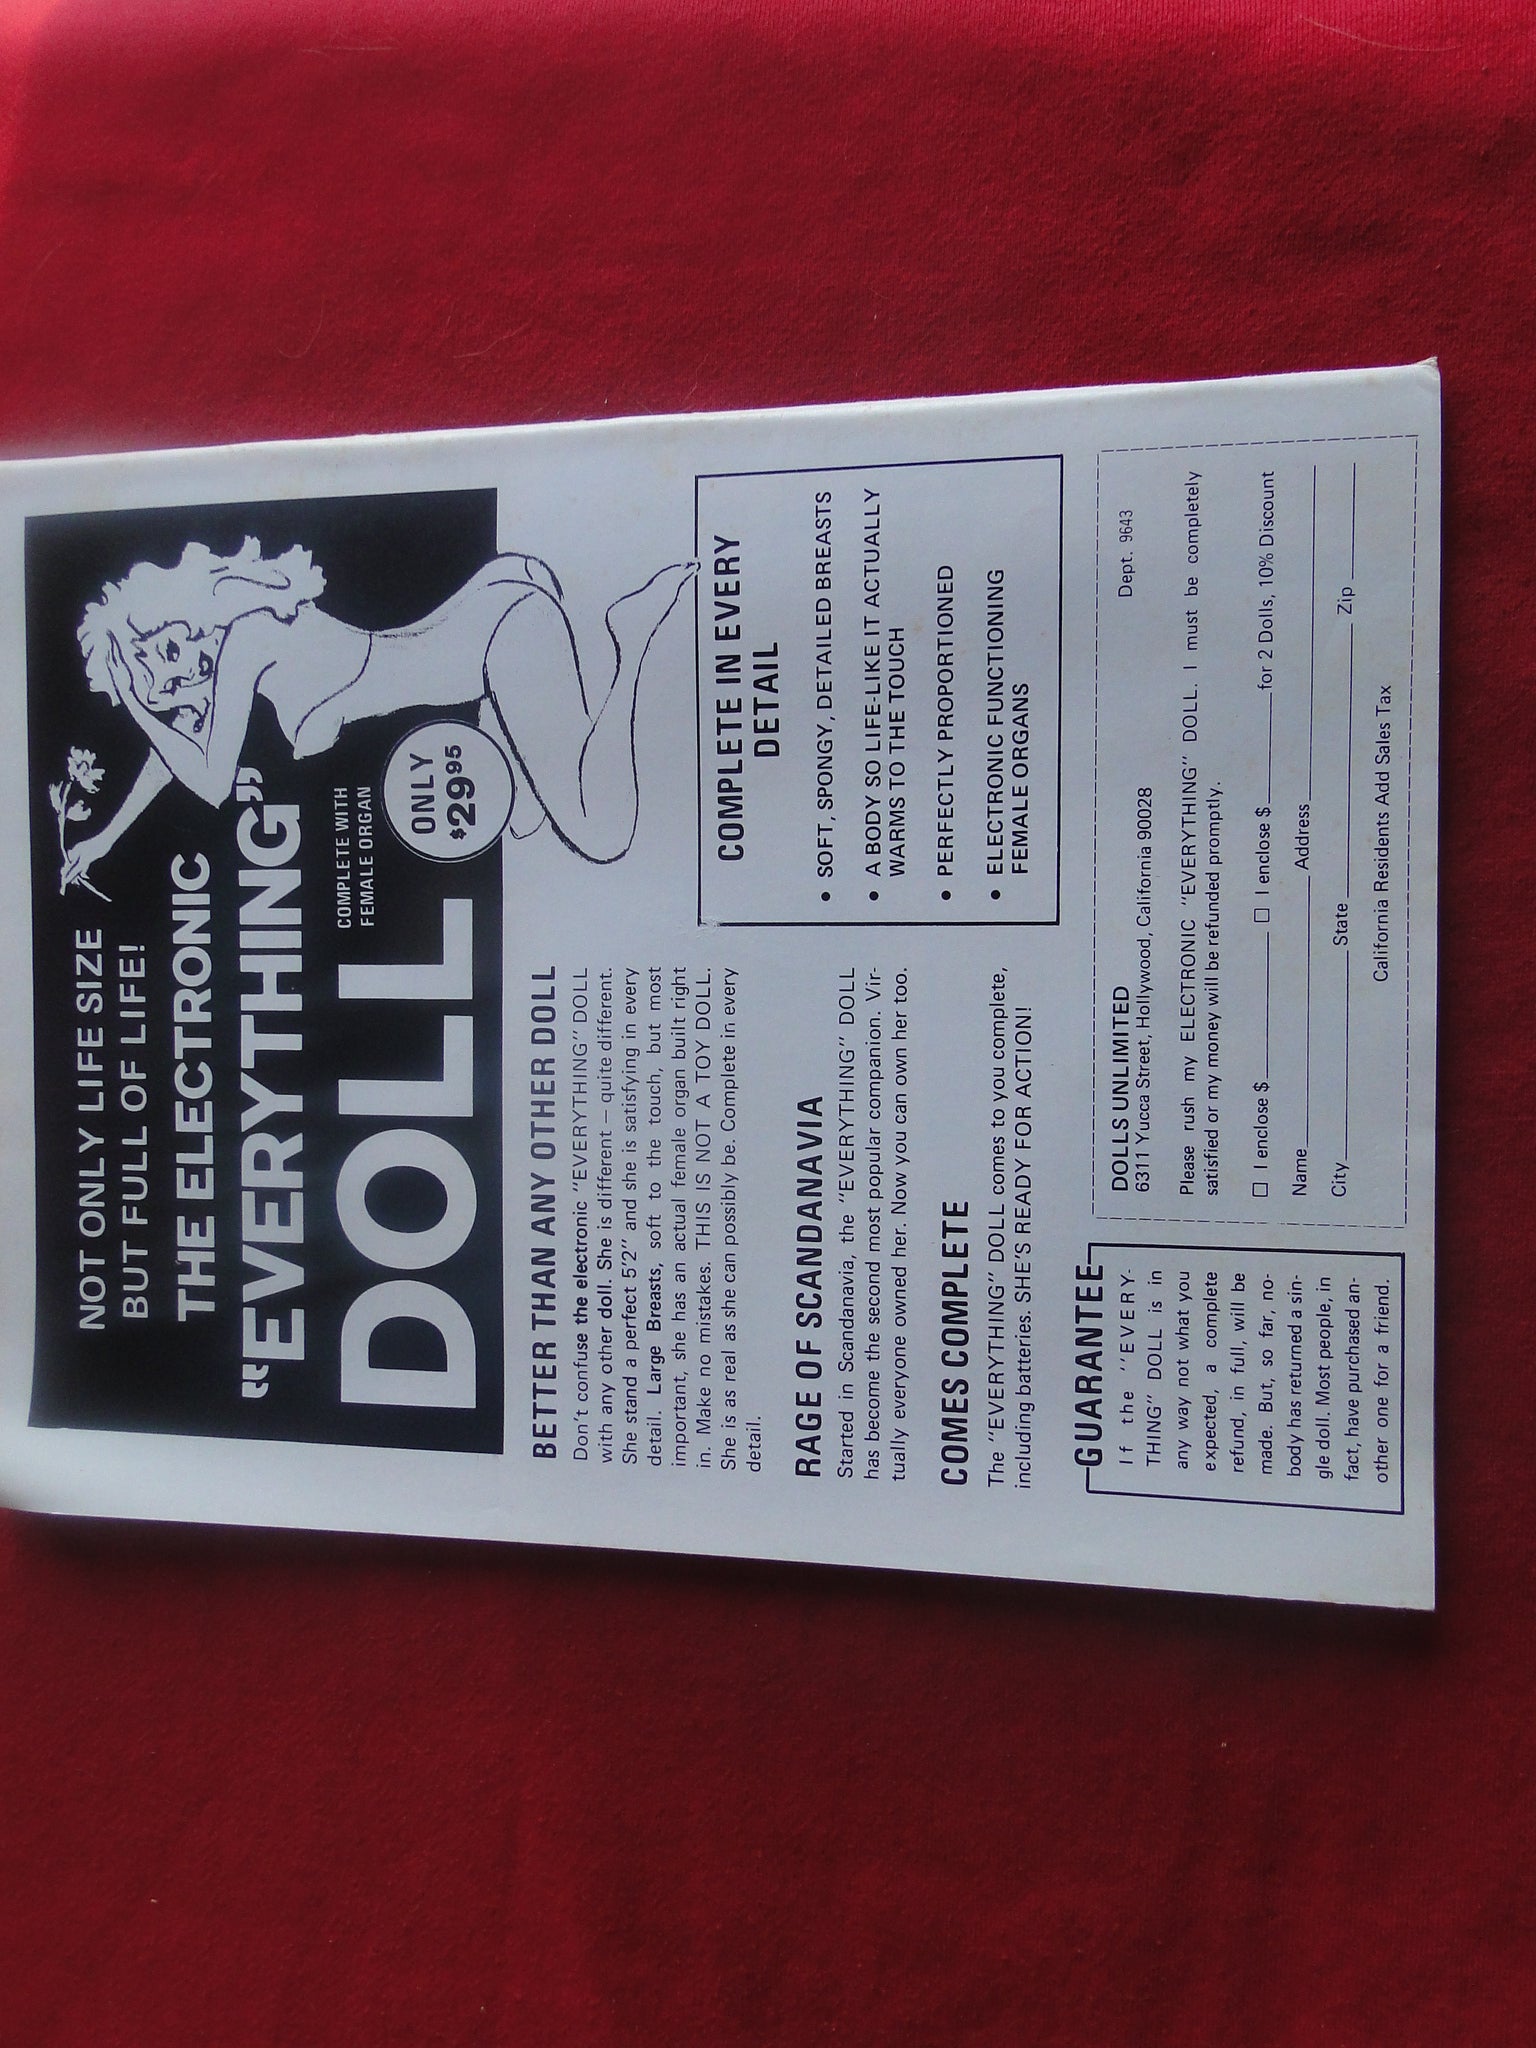 NOT ONLY LIFE SIZE
BUT FULL OF LIFE!
THE ELECTRONIC
"EVERYTHING"
DOLL
COMPLETE WITH
FEMALE ORGAN
ONLY
$29.95
BETTER THAN ANY OTHER DOLL
Don't confuse the electronic "EVERYTHING" DOLL
with any other doll. She is different – quite different.
She stand a perfect 5'2" and she is satisfying in every
detail. Large Breasts, soft to the touch, but most
important, she has an actual female organ built right
in. Make no mistakes. THIS IS NOT A TOY DOLL.
She is as real as she can possibly be. Complete in every
detail.
RAGE OF SCANDANAVIA
Started in Scandanavia, the "EVERYTHING" DOLL
has become the second most popular companion. Vir-
tually everyone owned her. Now you can own her too.
COMES COMPLETE
The "EVERYTHING" DOLL comes to you complete,
including batteries. SHE'S READY FOR ACTION!
COMPLETE IN EVERY
DETAIL
• SOFT, SPONGY, DETAILED BREASTS
• A BODY SO LIFE-LIKE IT ACTUALLY
WARMS TO THE TOUCH
• PERFECTLY PROPORTIONED
• ELECTRONIC FUNCTIONING
FEMALE ORGANS
GUARANTEE
If the "EVERY-
THING" DOLL is in
any way not what you
expected, a complete
refund, in full, will be
made. But, so far, no-
body has returned a sin-
gle doll. Most people, in
fact, have purchased an-
other one for a friend.
DOLLS UNLIMITED Dept. 9643
6311 Yucca Street, Hollywood, California 90028
Please rush my ELECTRONIC "EVERYTHING" DOLL. I must be completely
satisfied or my money will be refunded promptly.
☐ I enclose $________ ☐ I enclose $________for 2 Dolls, 10% Discount
Name________ Address________
City________ State________ Zip________
California Residents Add Sales Tax